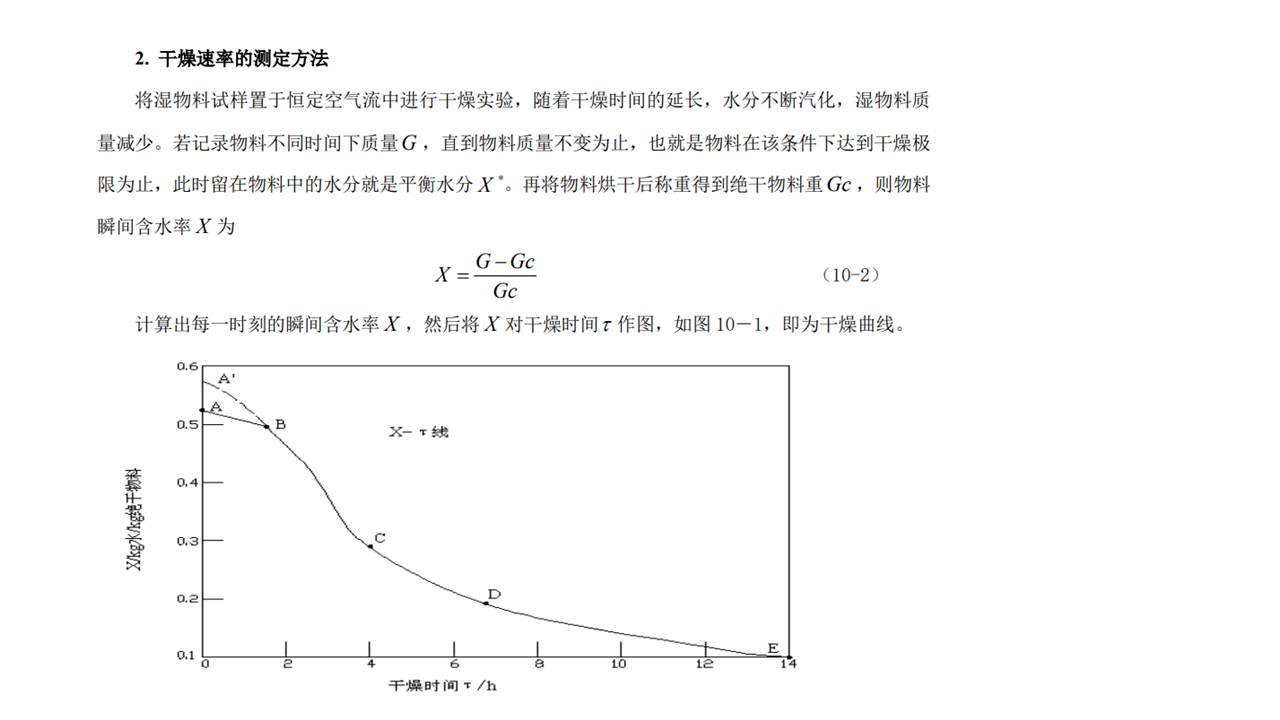 2. 干燥速率的测定方法
将湿物料试样置于恒定空气流中进行干燥实验，随着干燥时间的延长，水分不断汽化，湿物料质
量减少。若记录物料不同时间下质量 G ，直到物料质量不变为止，也就是物料在该条件下达到干燥极
限为止，此时留在物料中的水分就是平衡水分 X*。再将物料烘干后称重得到绝干物料重 Gc ，则物料
瞬间含水率 X 为
X = (G − Gc) / Gc （10-2）
计算出每一时刻的瞬间含水率 X ，然后将 X 对干燥时间 τ 作图，如图 10－1，即为干燥曲线。
0.6
A'
A
0.5
B
X- τ 线
0.4
X/kg水/kg绝干物料
0.3
C
0.2
D
0.1
E
0 2 4 6 8 10 12 14
干燥时间 τ /h